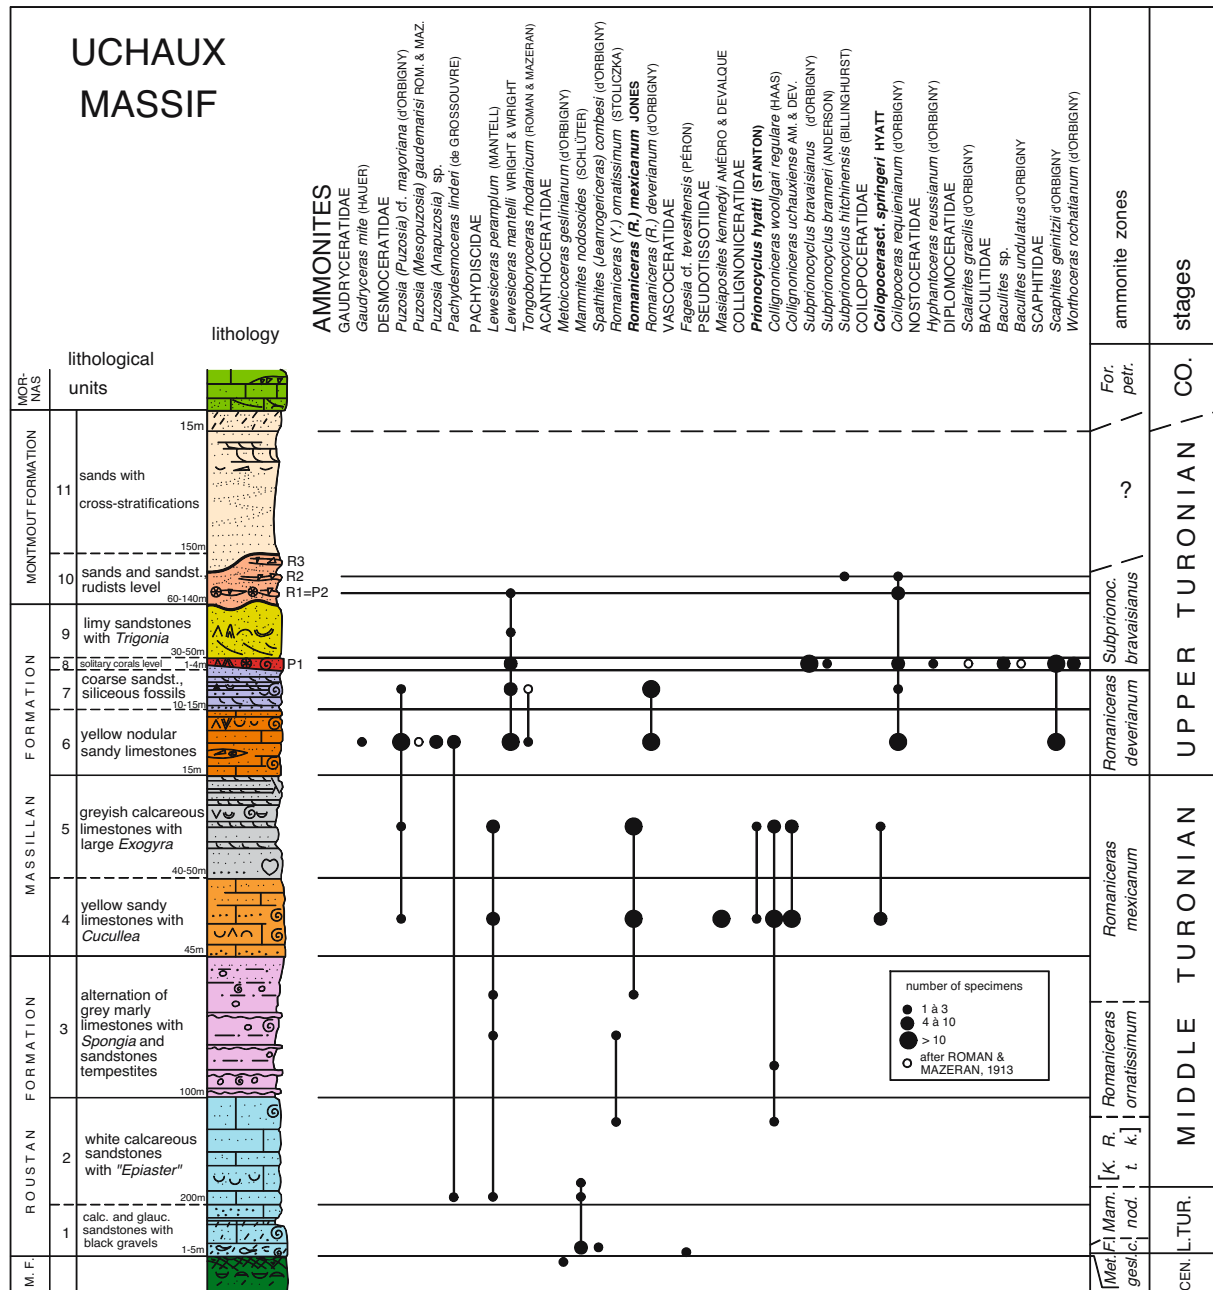 UCHAUX
MASSIF
AMMONITES
GAUDRYCERATIDAE
Gaudryceras mite (HAUER)
DESMOCERATIDAE
Puzosia (Puzosia) cf. mayoriana (d'ORBIGNY)
Puzosia (Mesopuzosia) gaudemarisi ROM. & MAZ.
Puzosia (Anapuzosia) sp.
Pachydesmoceras linderi (de GROSSOUVRE)
PACHYDISCIDAE
Lewesiceras peramplum (MANTELL)
Lewesiceras mantelli WRIGHT & WRIGHT
Tongoboryoceras rhodanicum (ROMAN & MAZERAN)
ACANTHOCERATIDAE
Metoicoceras geslinianum (d'ORBIGNY)
Mammites nodosoides (SCHLÜTER)
Spathites (Jeanrogericeras) combesi (d'ORBIGNY)
Romaniceras (Y.) ornatissimum (STOLICZKA)
Romaniceras (R.) mexicanum JONES
Romaniceras (R.) deverianum (d'ORBIGNY)
VASCOCERATIDAE
Fagesia cf. tevesthensis (PÉRON)
PSEUDOTISSOTIIDAE
Masiaposites kennedyi AMÉDRO & DEVALQUE
COLLIGNONICERATIDAE
Prionocyclus hyatti (STANTON)
Collignoniceras woollgari regulare (HAAS)
Collignoniceras uchauxiense AM. & DEV.
Subprionocyclus bravaisianus (d'ORBIGNY)
Subprionocyclus branneri (ANDERSON)
Subprionocyclus hitchinensis (BILLINGHURST)
COILOPOCERATIDAE
Coilopocerascf. springeri HYATT
Coilopoceras requienianum (d'ORBIGNY)
NOSTOCERATIDAE
Hyphantoceras reussianum (d'ORBIGNY)
DIPLOMOCERATIDAE
Scalarites gracilis (d'ORBIGNY)
BACULITIDAE
Baculites sp.
Baculites undulatus d'ORBIGNY
SCAPHITIDAE
Scaphites geinitzii d'ORBIGNY
Worthoceras rochatianum (d'ORBIGNY)
ammonite zones
stages
lithology
lithological
units
MOR-
NAS
For.
petr.
CO.
MONTMOUT FORMATION
15m
11
sands with
cross-stratifications
150m
?
10
sands and sandst.,
rudists level
60-140m
R3
R2
R1=P2
MASSILLAN FORMATION
9
limy sandstones
with Trigonia
30-50m
8
solitary corals level
1-4m
P1
7
coarse sandst.,
siliceous fossils
10-15m
6
yellow nodular
sandy limestones
15m
5
greyish calcareous
limestones with
large Exogyra
40-50m
4
yellow sandy
limestones with
Cucullea
45m
ROUSTAN FORMATION
3
alternation of
grey marly
limestones with
Spongia and
sandstones
tempestites
100m
2
white calcareous
sandstones
with "Epiaster"
200m
1
calc. and glauc.
sandstones with
black gravels
1-5m
M. F.
number of specimens
1 à 3
4 à 10
> 10
after ROMAN &
MAZERAN, 1913
Subprionoc.
bravaisianus
Romaniceras
deverianum
Romaniceras
mexicanum
Romaniceras
ornatissimum
[K. R.
t. k.]
Mam.
nod.
F.
c.
[Met.
gesl.
UPPER TURONIAN
MIDDLE TURONIAN
L.TUR.
CEN.